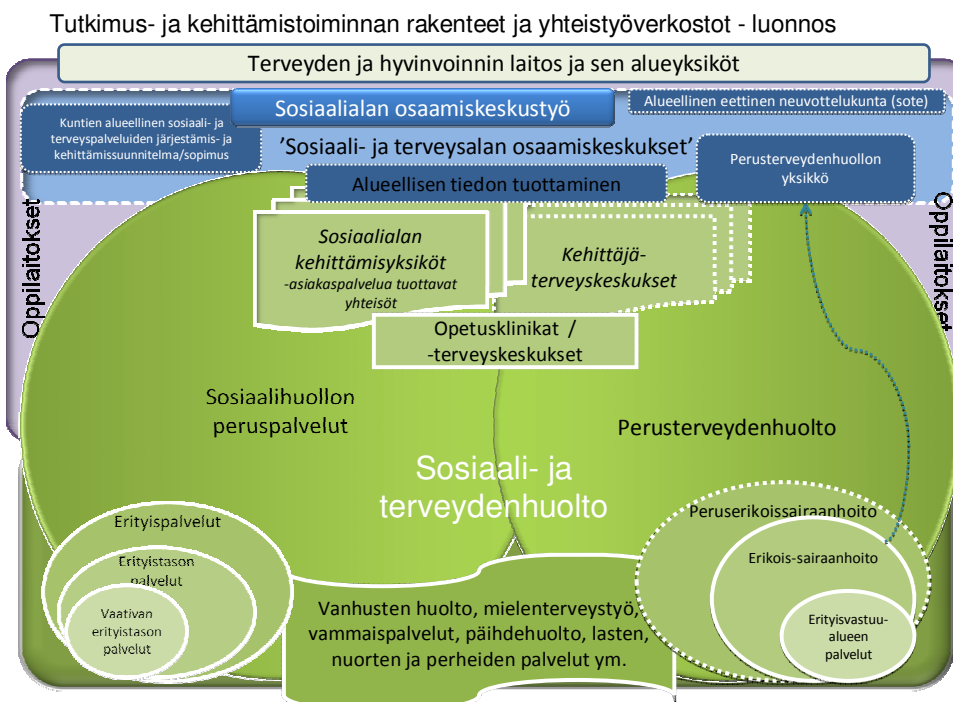 Tutkimus- ja kehittämistoiminnan rakenteet ja yhteistyöverkostot - luonnos
Terveyden ja hyvinvoinnin laitos ja sen alueyksiköt
Sosiaalialan osaamiskeskustyö
Alueellinen eettinen neuvottelukunta (sote)
Kuntien alueellinen sosiaali- ja
terveyspalveluiden järjestämis- ja
kehittämissuunnitelma/sopimus
’Sosiaali- ja terveysalan osaamiskeskukset’
Perusterveydenhuollon
yksikkö
Alueellisen tiedon tuottaminen
Oppilaitokset
Oppilaitokset
Sosiaalialan
kehittämisyksiköt
-asiakaspalvelua tuottavat
yhteisöt
Kehittäjä-
terveyskeskukset
Opetusklinikat /
-terveyskeskukset
Sosiaalihuollon
peruspalvelut
Perusterveydenhuolto
Sosiaali- ja
terveydenhuolto
Erityispalvelut
Erityistason
palvelut
Vaativan
erityistason
palvelut
Peruserikoissairaanhoito
Erikois-sairaanhoito
Erityisvastuu-
alueen
palvelut
Vanhusten huolto, mielenterveystyö,
vammaispalvelut, päihdehuolto, lasten,
nuorten ja perheiden palvelut ym.